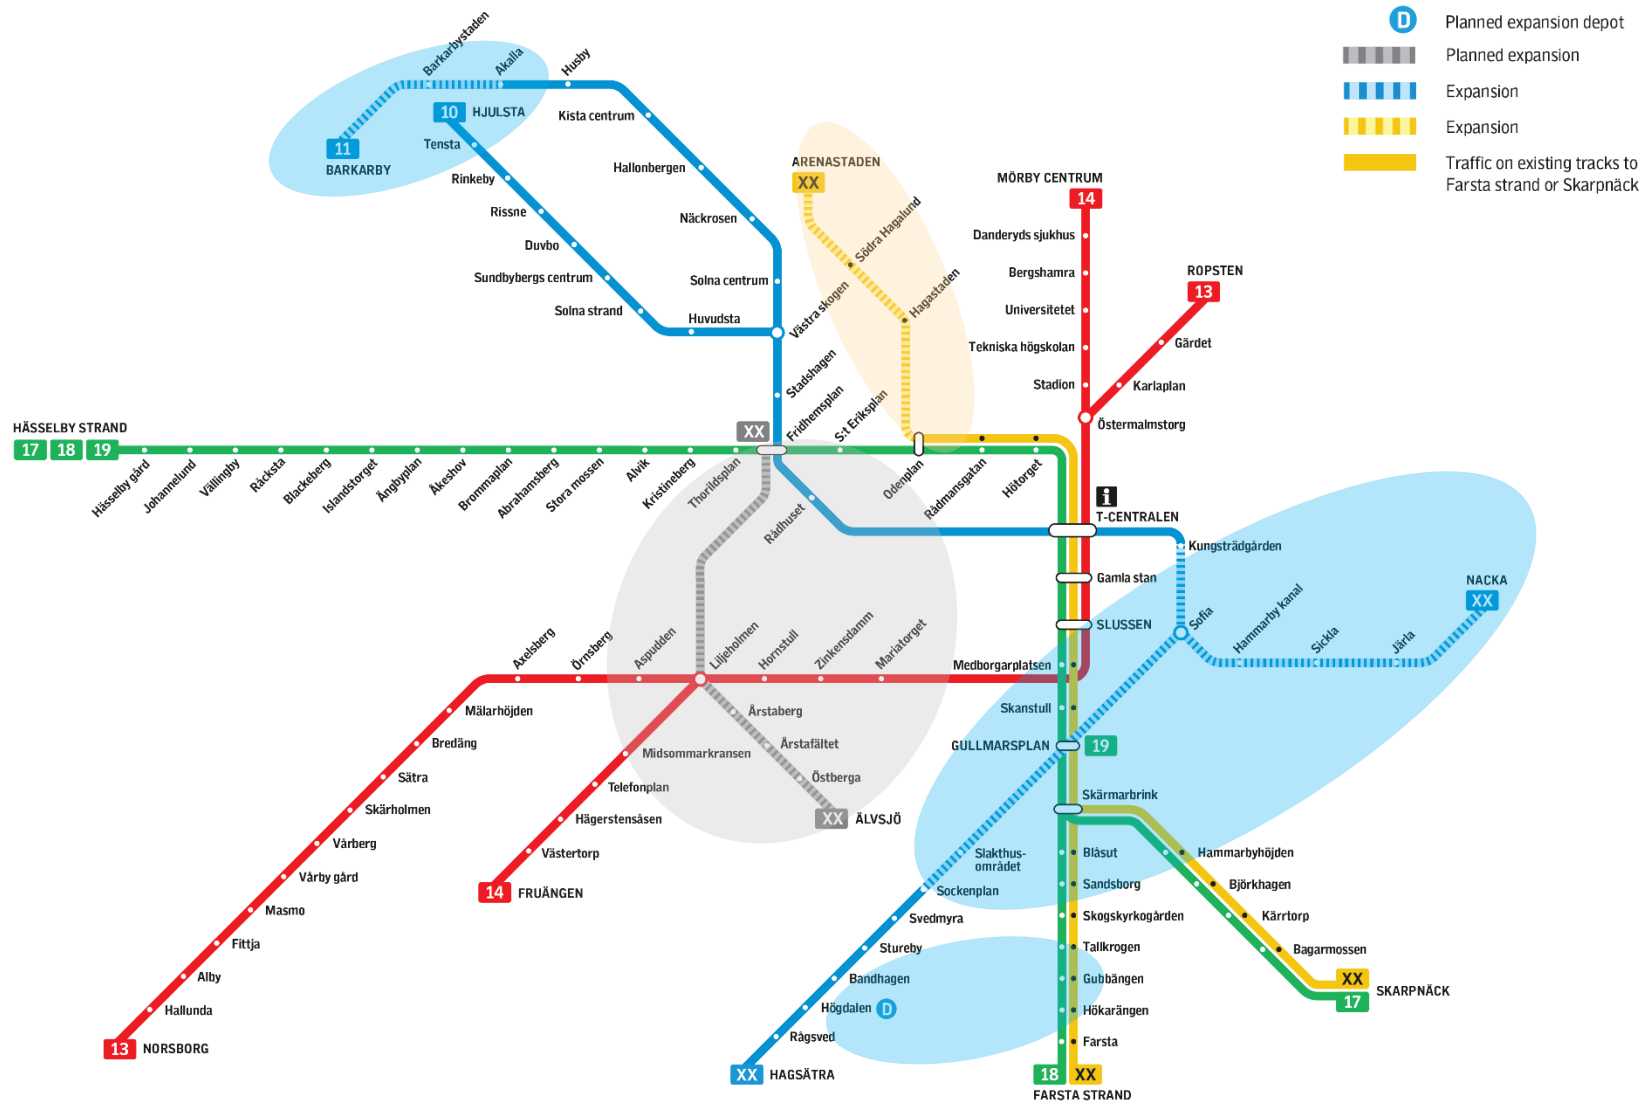 D Planned expansion depot
Planned expansion
Expansion
Expansion
Traffic on existing tracks to
Farsta strand or Skarpnäck
Barkarbystaden
Akalla
Husby
10 HJULSTA
11
BARKARBY
Kista centrum
Tensta
Hallonbergen
Rinkeby
Rissne
Näckrosen
Duvbo
Sundbybergs centrum
Solna centrum
Solna strand
Huvudsta
Västra skogen
Stadshagen
Fridhemsplan
S:t Eriksplan
ARENASTADEN
XX
Södra Hagalund
Hagastaden
MÖRBY CENTRUM
14
Danderyds sjukhus
Bergshamra
Universitetet
Tekniska högskolan
Stadion
ROPSTEN
13
Gärdet
Karlaplan
Östermalmstorg
HÄSSELBY STRAND
17 18 19
XX
Hässelby gård
Johannelund
Vällingby
Råcksta
Blackeberg
Islandstorget
Ängbyplan
Åkeshov
Brommaplan
Abrahamsberg
Stora mossen
Alvik
Kristineberg
Thorildsplan
Rådhuset
Odenplan
Rådmansgatan
Hötorget
i
T-CENTRALEN
Kungsträdgården
Gamla stan
SLUSSEN
Sofia
Hammarby kanal
Sickla
Järla
NACKA
XX
Axelsberg
Örnsberg
Aspudden
Liljeholmen
Hornstull
Zinkensdamm
Mariatorget
Medborgarplatsen
Skanstull
GULLMARSPLAN
19
Skärmarbrink
Mälarhöjden
Bredäng
Sätra
Skärholmen
Vårberg
Vårby gård
Masmo
Fittja
Alby
Hallunda
13 NORSBORG
Midsommarkransen
Telefonplan
Hägerstensåsen
Västertorp
14 FRUÄNGEN
Årstaberg
Årstafältet
Östberga
XX ÄLVSJÖ
Slakthus-
området
Sockenplan
Svedmyra
Stureby
Bandhagen
Högdalen D
Rågsved
XX HAGSÄTRA
Blåsut
Sandsborg
Skogskyrkogården
Tallkrogen
Gubbängen
Hökarängen
Farsta
18 XX
FARSTA STRAND
Hammarbyhöjden
Björkhagen
Kärrtorp
Bagarmossen
XX
17
SKARPNÄCK